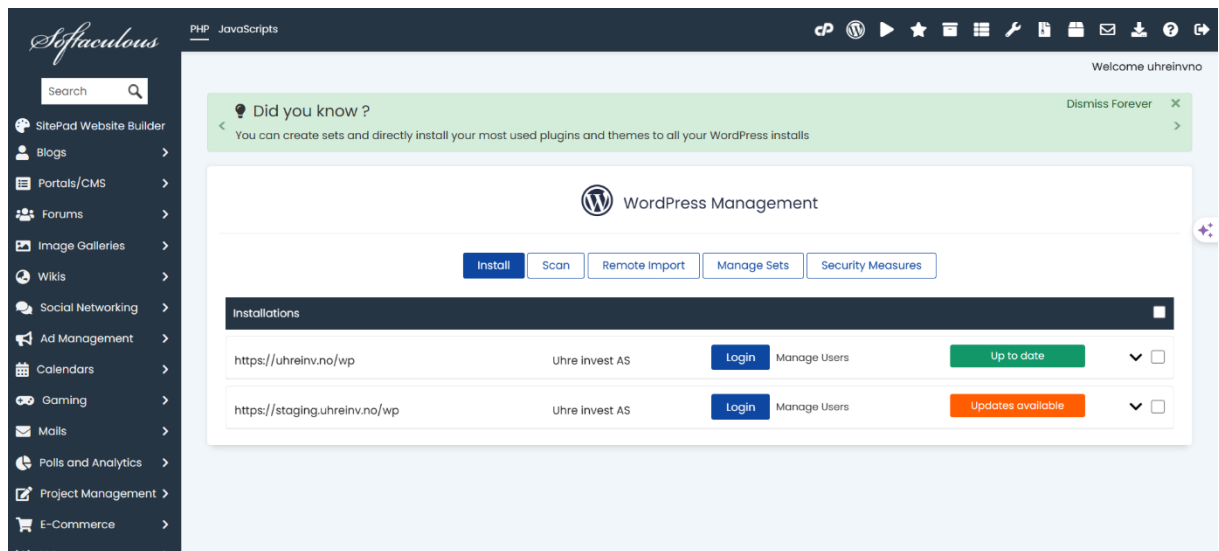 Softaculous
PHP JavaScripts
cP
Welcome uhreinvno
Search
SitePad Website Builder
Blogs
Portals/CMS
Forums
Image Galleries
Wikis
Social Networking
Ad Management
Calendars
Gaming
Mails
Polls and Analytics
Project Management
E-Commerce
Did you know ?
Dismiss Forever
You can create sets and directly install your most used plugins and themes to all your WordPress installs
WordPress Management
Install Scan Remote Import Manage Sets Security Measures
Installations
https://uhreinv.no/wp Uhre invest AS Login Manage Users Up to date
https://staging.uhreinv.no/wp Uhre invest AS Login Manage Users Updates available